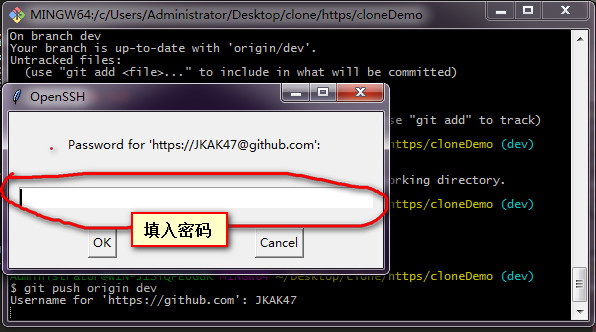 MINGW64:/c/Users/Administrator/Desktop/clone/https/cloneDemo
On branch dev
Your branch is up-to-date with 'origin/dev'.
Untracked files:
(use "git add <file>..." to include in what will be committed)
OpenSSH
se "git add" to track)
Password for 'https://JKAK47@github.com':
https/cloneDemo (dev)
rking directory.
https/cloneDemo (dev)
填入密码
OK
Cancel
~/Desktop/clone/https/cloneDemo (dev)
$ git push origin dev
Username for 'https://github.com': JKAK47